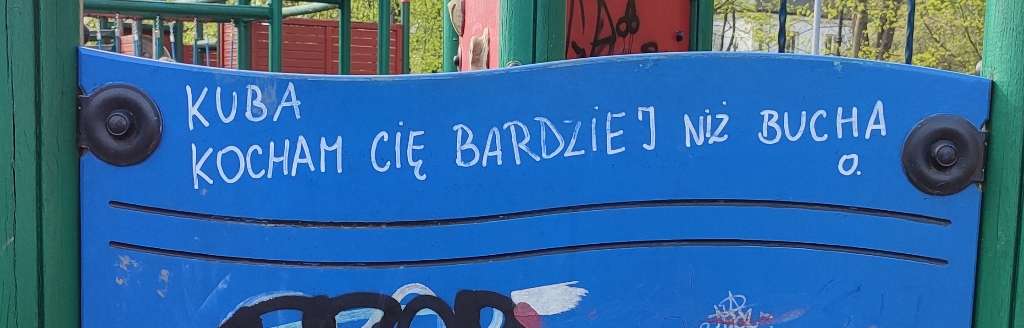 KUBA
KOCHAM CIĘ BARDZIEJ NIŻ BUCHA
O.